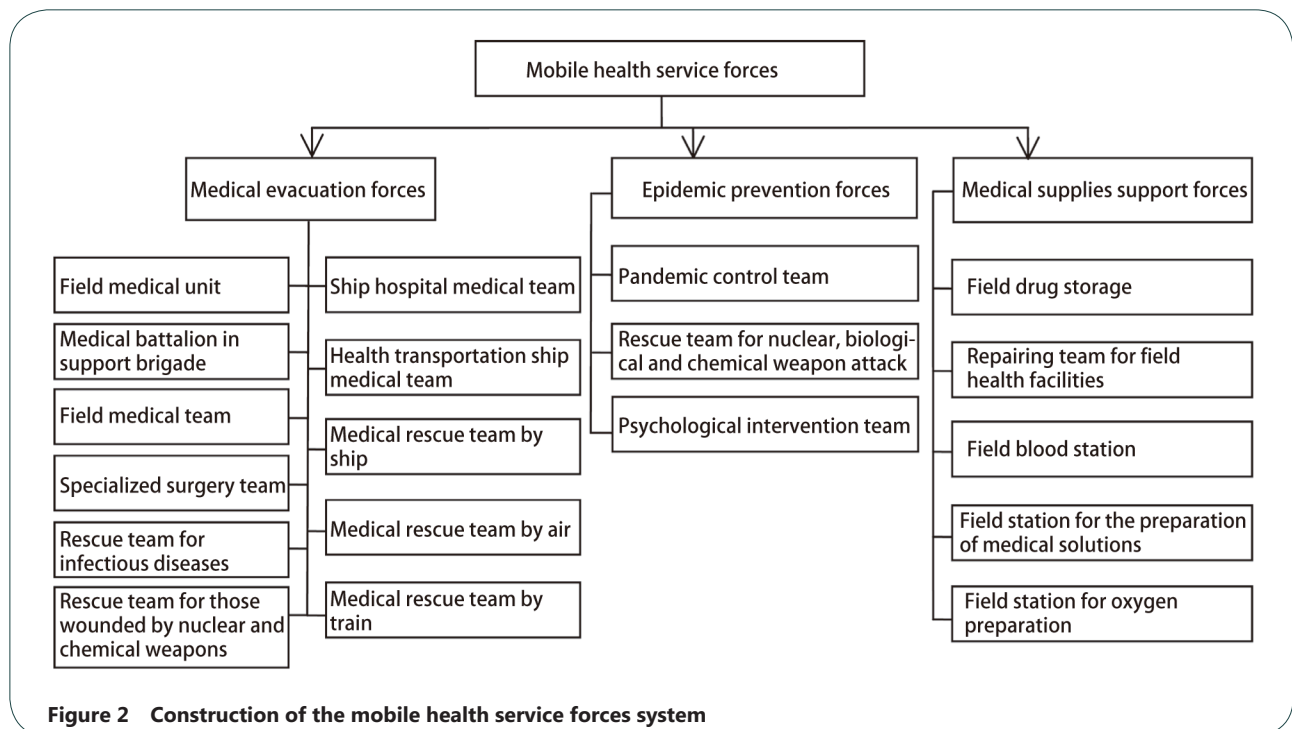 Mobile health service forces
Medical evacuation forces
Field medical unit
Medical battalion in
support brigade
Field medical team
Specialized surgery team
Rescue team for
infectious diseases
Rescue team for those
wounded by nuclear and
chemical weapons
Ship hospital medical team
Health transportation ship
medical team
Medical rescue team by
ship
Medical rescue team by air
Medical rescue team by
train
Epidemic prevention forces
Pandemic control team
Rescue team for nuclear, biologi-
cal and chemical weapon attack
Psychological intervention team
Medical supplies support forces
Field drug storage
Repairing team for field
health facilities
Field blood station
Field station for the preparation
of medical solutions
Field station for oxygen
preparation
Figure 2 Construction of the mobile health service forces system